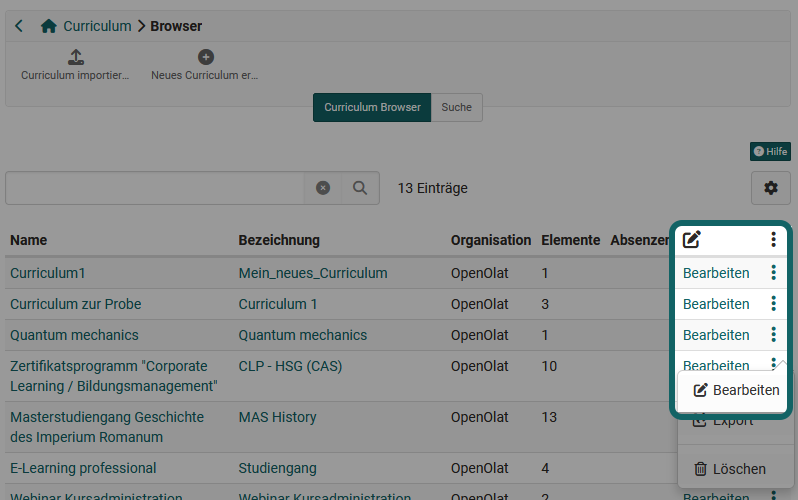 Curriculum Browser
Curriculum importier... Neues Curriculum er...
Curriculum Browser Suche
Hilfe
13 Einträge
Name Bezeichnung Organisation Elemente Absenzen
Curriculum1 Mein_neues_Curriculum OpenOlat 1 Bearbeiten
Curriculum zur Probe Curriculum 1 OpenOlat 3 Bearbeiten
Quantum mechanics Quantum mechanics OpenOlat 1 Bearbeiten
Zertifikatsprogramm "Corporate CLP - HSG (CAS) OpenOlat 10 Bearbeiten
Learning / Bildungsmanagement"
Bearbeiten
Masterstudiengang Geschichte MAS History OpenOlat 13
des Imperium Romanum
Export
E-Learning professional Studiengang OpenOlat 4
Löschen
Webinar Kursadministration Webinar Kursadministration OpenOlat 2 Bearbeiten